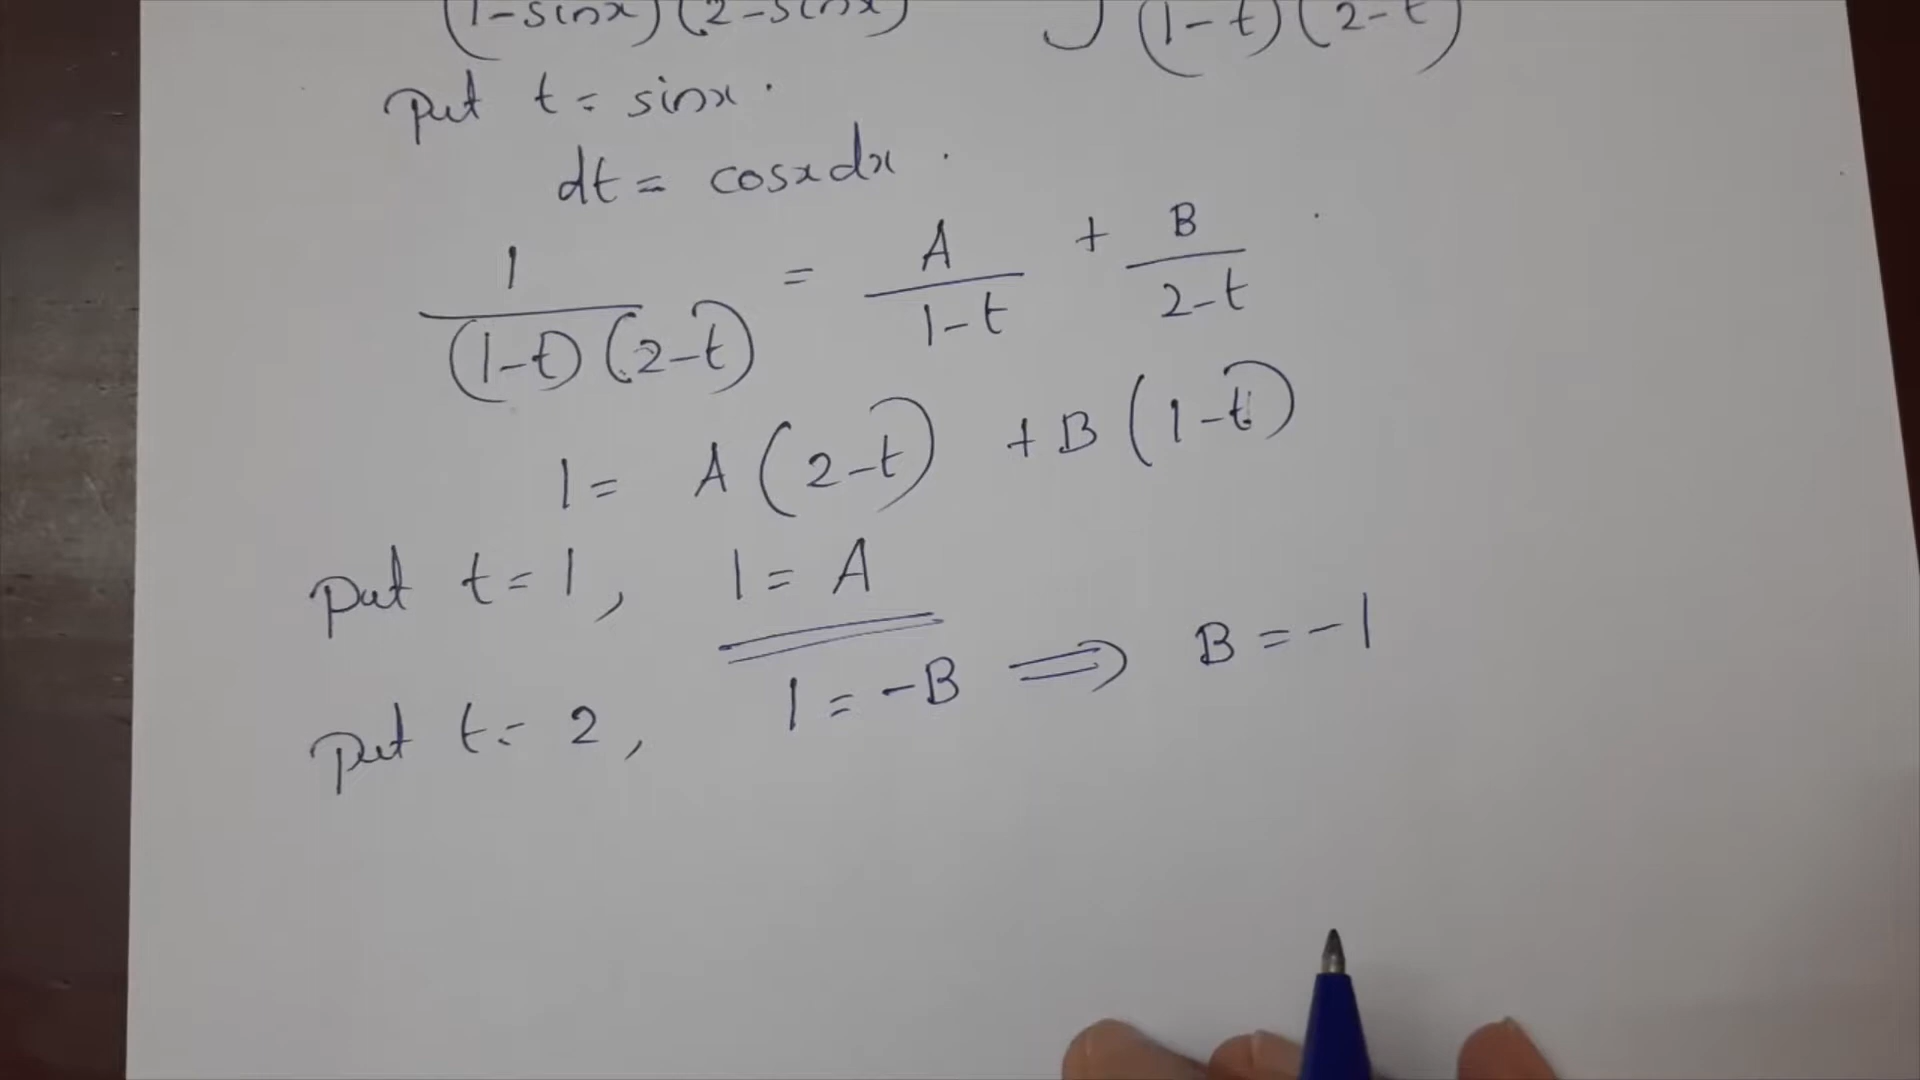 (1-sinx)(2-sinx) ∫ (1-t)(2-t)
put t = sinx.
dt = cosx dx.
1/(1-t)(2-t) = A/1-t + B/2-t
1 = A(2-t) + B(1-t)
put t = 1, 1 = A
put t = 2, 1 = -B ⟹ B = -1